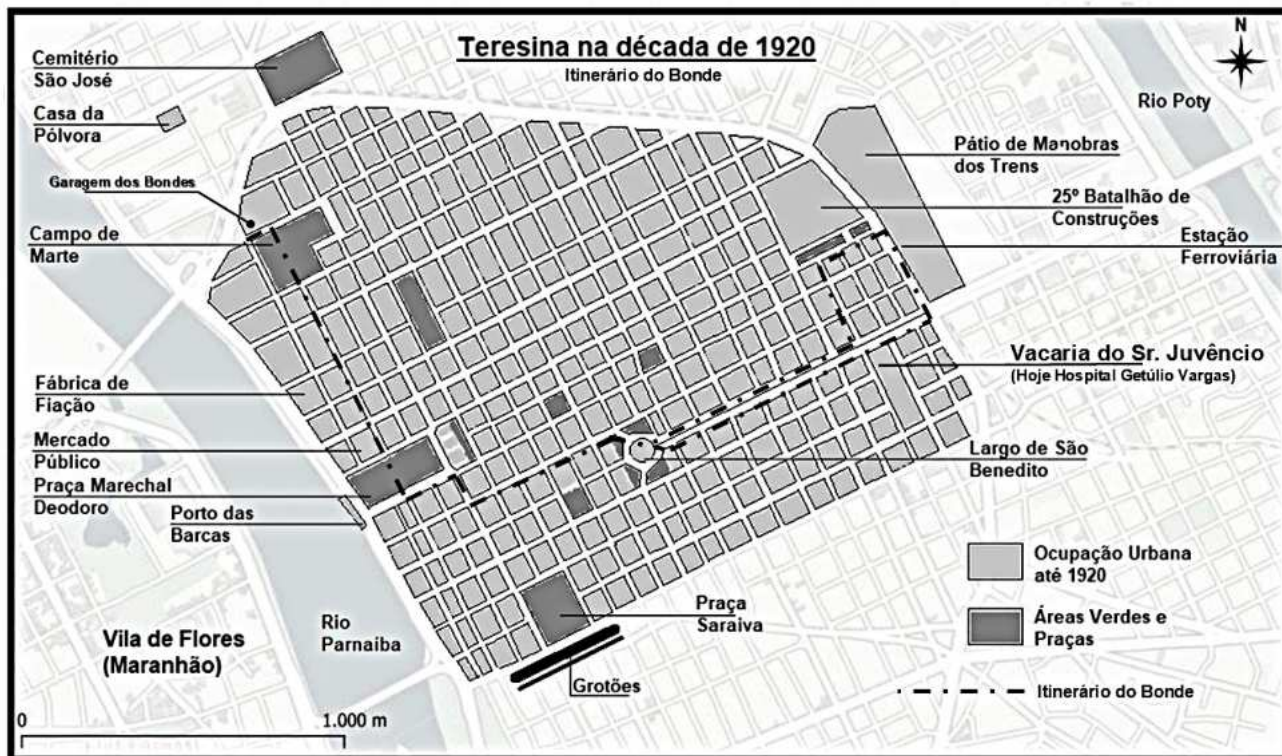 Teresina na década de 1920
Itinerário do Bonde
N
Cemitério
São José
Casa da
Pólvora
Garagem dos Bondes
Campo de
Marte
Fábrica de
Fiação
Mercado
Público
Praça Marechal
Deodoro
Porto das
Barcas
Rio
Parnaiba
Vila de Flores
(Maranhão)
0
1.000 m
Grotões
Praça
Saraiva
Rio Poty
Pátio de Manobras
dos Trens
25º Batalhão de
Construções
Estação
Ferroviária
Vacaria do Sr. Juvêncio
(Hoje Hospital Getúlio Vargas)
Largo de São
Benedito
Ocupação Urbana
até 1920
Áreas Verdes e
Praças
Itinerário do Bonde